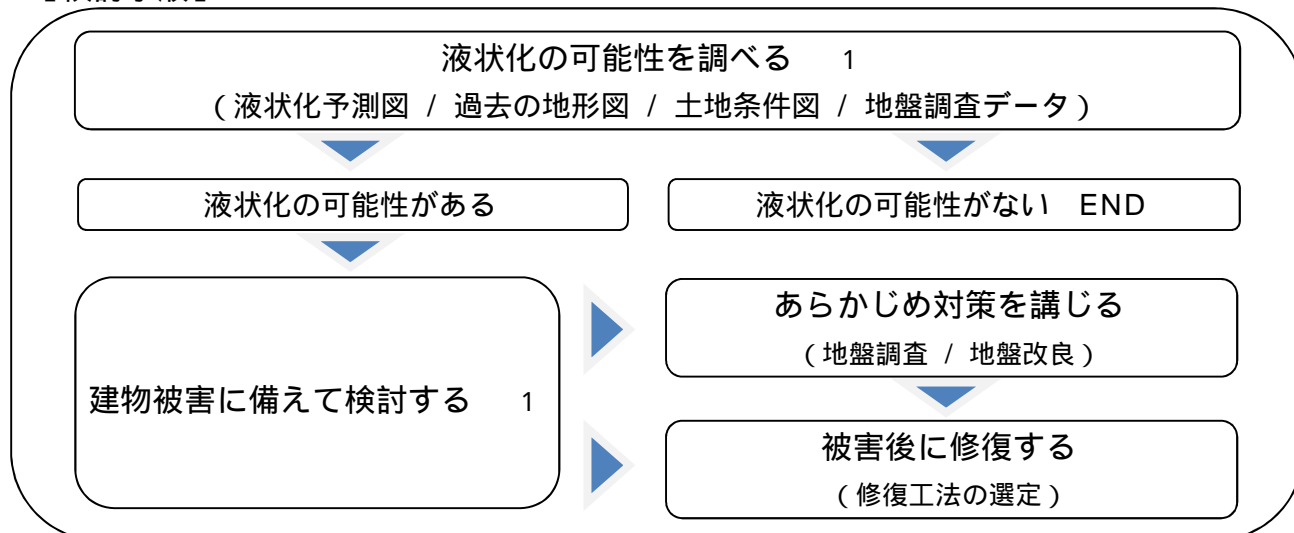 液状化の可能性を調べる 1
(液状化予測図 / 過去の地形図 / 土地条件図 / 地盤調査データ)
液状化の可能性がある
液状化の可能性がない END
建物被害に備えて検討する 1
あらかじめ対策を講じる
(地盤調査 / 地盤改良)
被害後に修復する
(修復工法の選定)